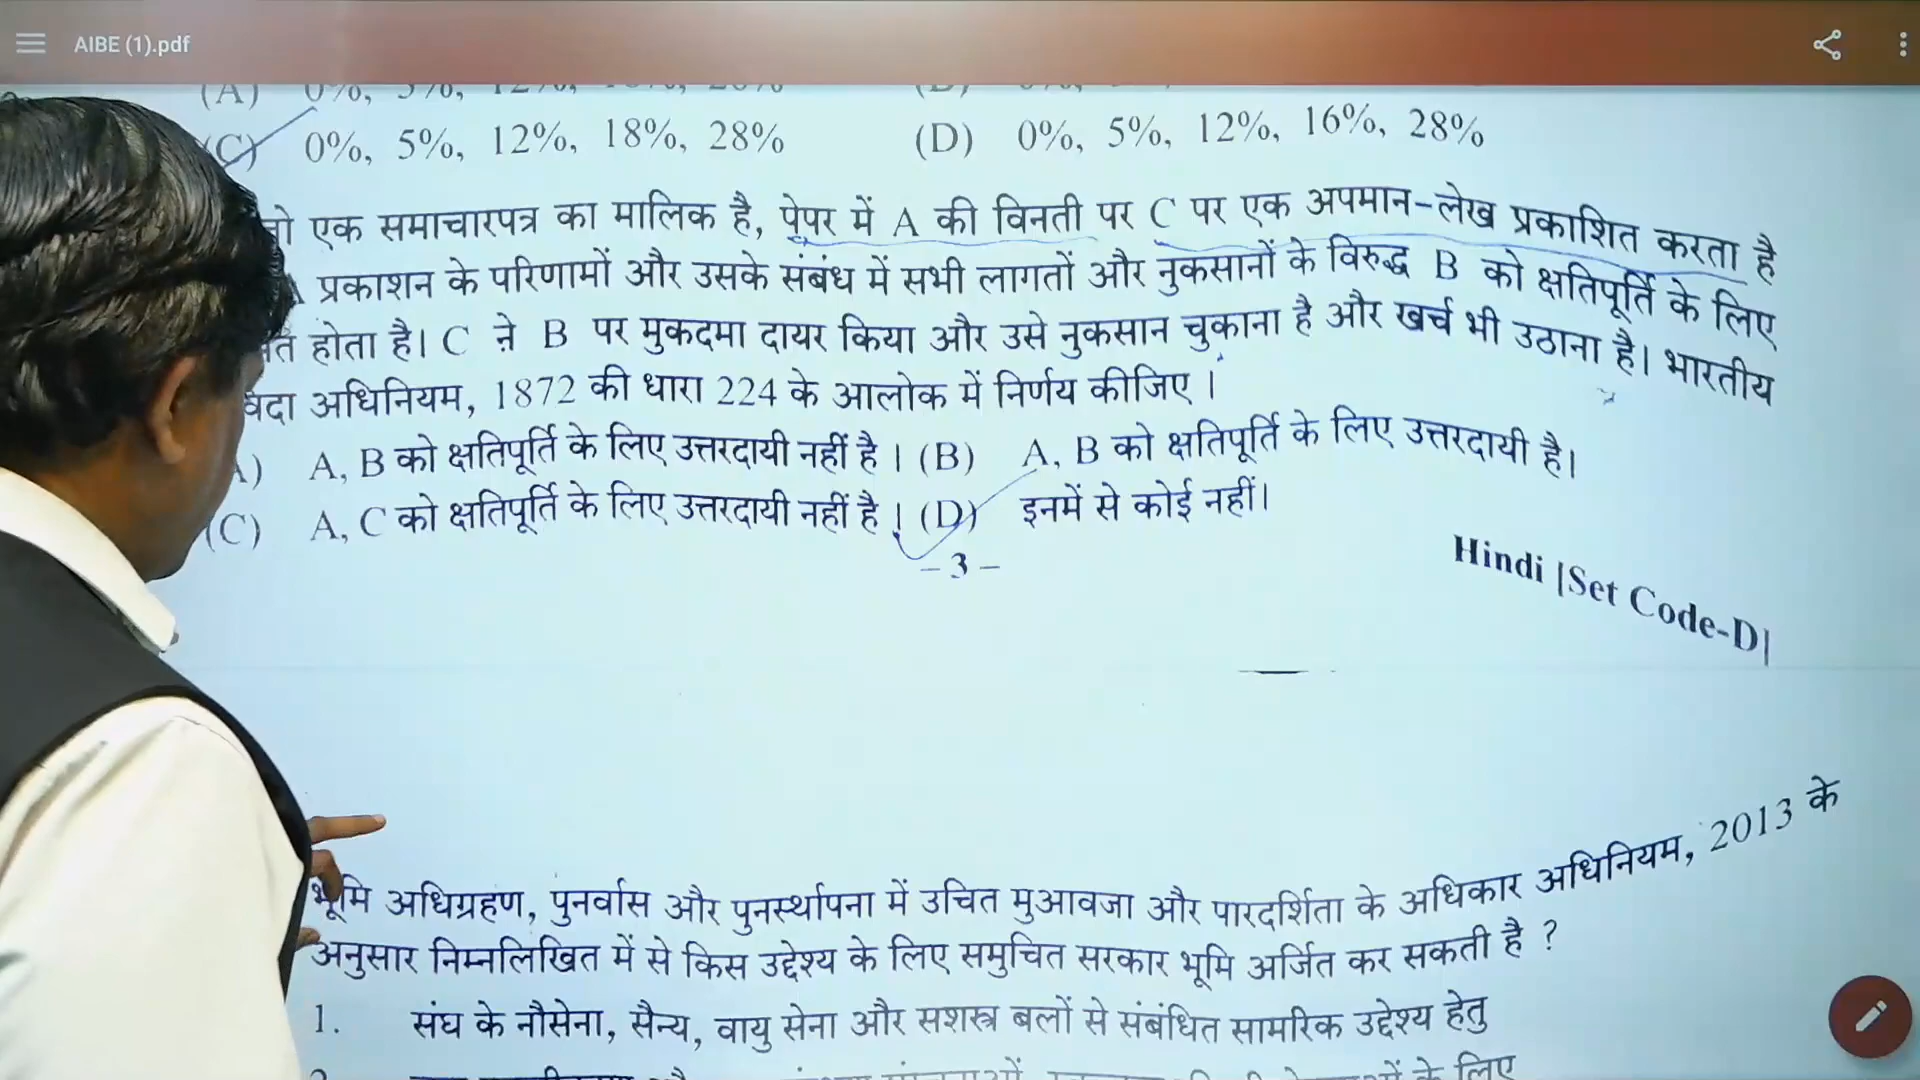 AIBE (1).pdf
(C) 0%, 5%, 12%, 18%, 28% (D) 0%, 5%, 12%, 16%, 28%
एक समाचारपत्र का मालिक है, पेपर में A की विनती पर C पर एक अपमान-लेख प्रकाशित करता है
प्रकाशन के परिणामों और उसके संबंध में सभी लागतों और नुकसानों के विरुद्ध B को क्षतिपूर्ति के लिए
होता है। C ने B पर मुकदमा दायर किया और उसे नुकसान चुकाना है और खर्च भी उठाना है। भारतीय
अधिनियम, 1872 की धारा 224 के आलोक में निर्णय कीजिए ।
A, B को क्षतिपूर्ति के लिए उत्तरदायी नहीं है । (B) A, B को क्षतिपूर्ति के लिए उत्तरदायी है।
(C) A, C को क्षतिपूर्ति के लिए उत्तरदायी नहीं है । (D) इनमें से कोई नहीं।
– 3 –
Hindi |Set Code-D|
भूमि अधिग्रहण, पुनर्वास और पुनर्स्थापना में उचित मुआवजा और पारदर्शिता के अधिकार अधिनियम, 2013 के
अनुसार निम्नलिखित में से किस उद्देश्य के लिए समुचित सरकार भूमि अर्जित कर सकती है ?
1. संघ के नौसेना, सैन्य, वायु सेना और सशस्त्र बलों से संबंधित सामरिक उद्देश्य हेतु
के लिए